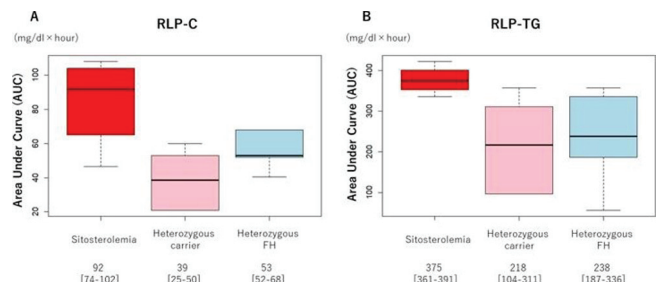 A
RLP-C
(mg/dl×hour)
Area Under Curve (AUC)
100
80
60
40
20
Sitosterolemia
Heterozygous
carrier
Heterozygous
FH
92
[74-102]
39
[25-50]
53
[52-68]
B
RLP-TG
(mg/dl×hour)
Area Under Curve (AUC)
400
300
200
100
Sitosterolemia
Heterozygous
carrier
Heterozygous
FH
375
[361-391]
218
[104-311]
238
[187-336]